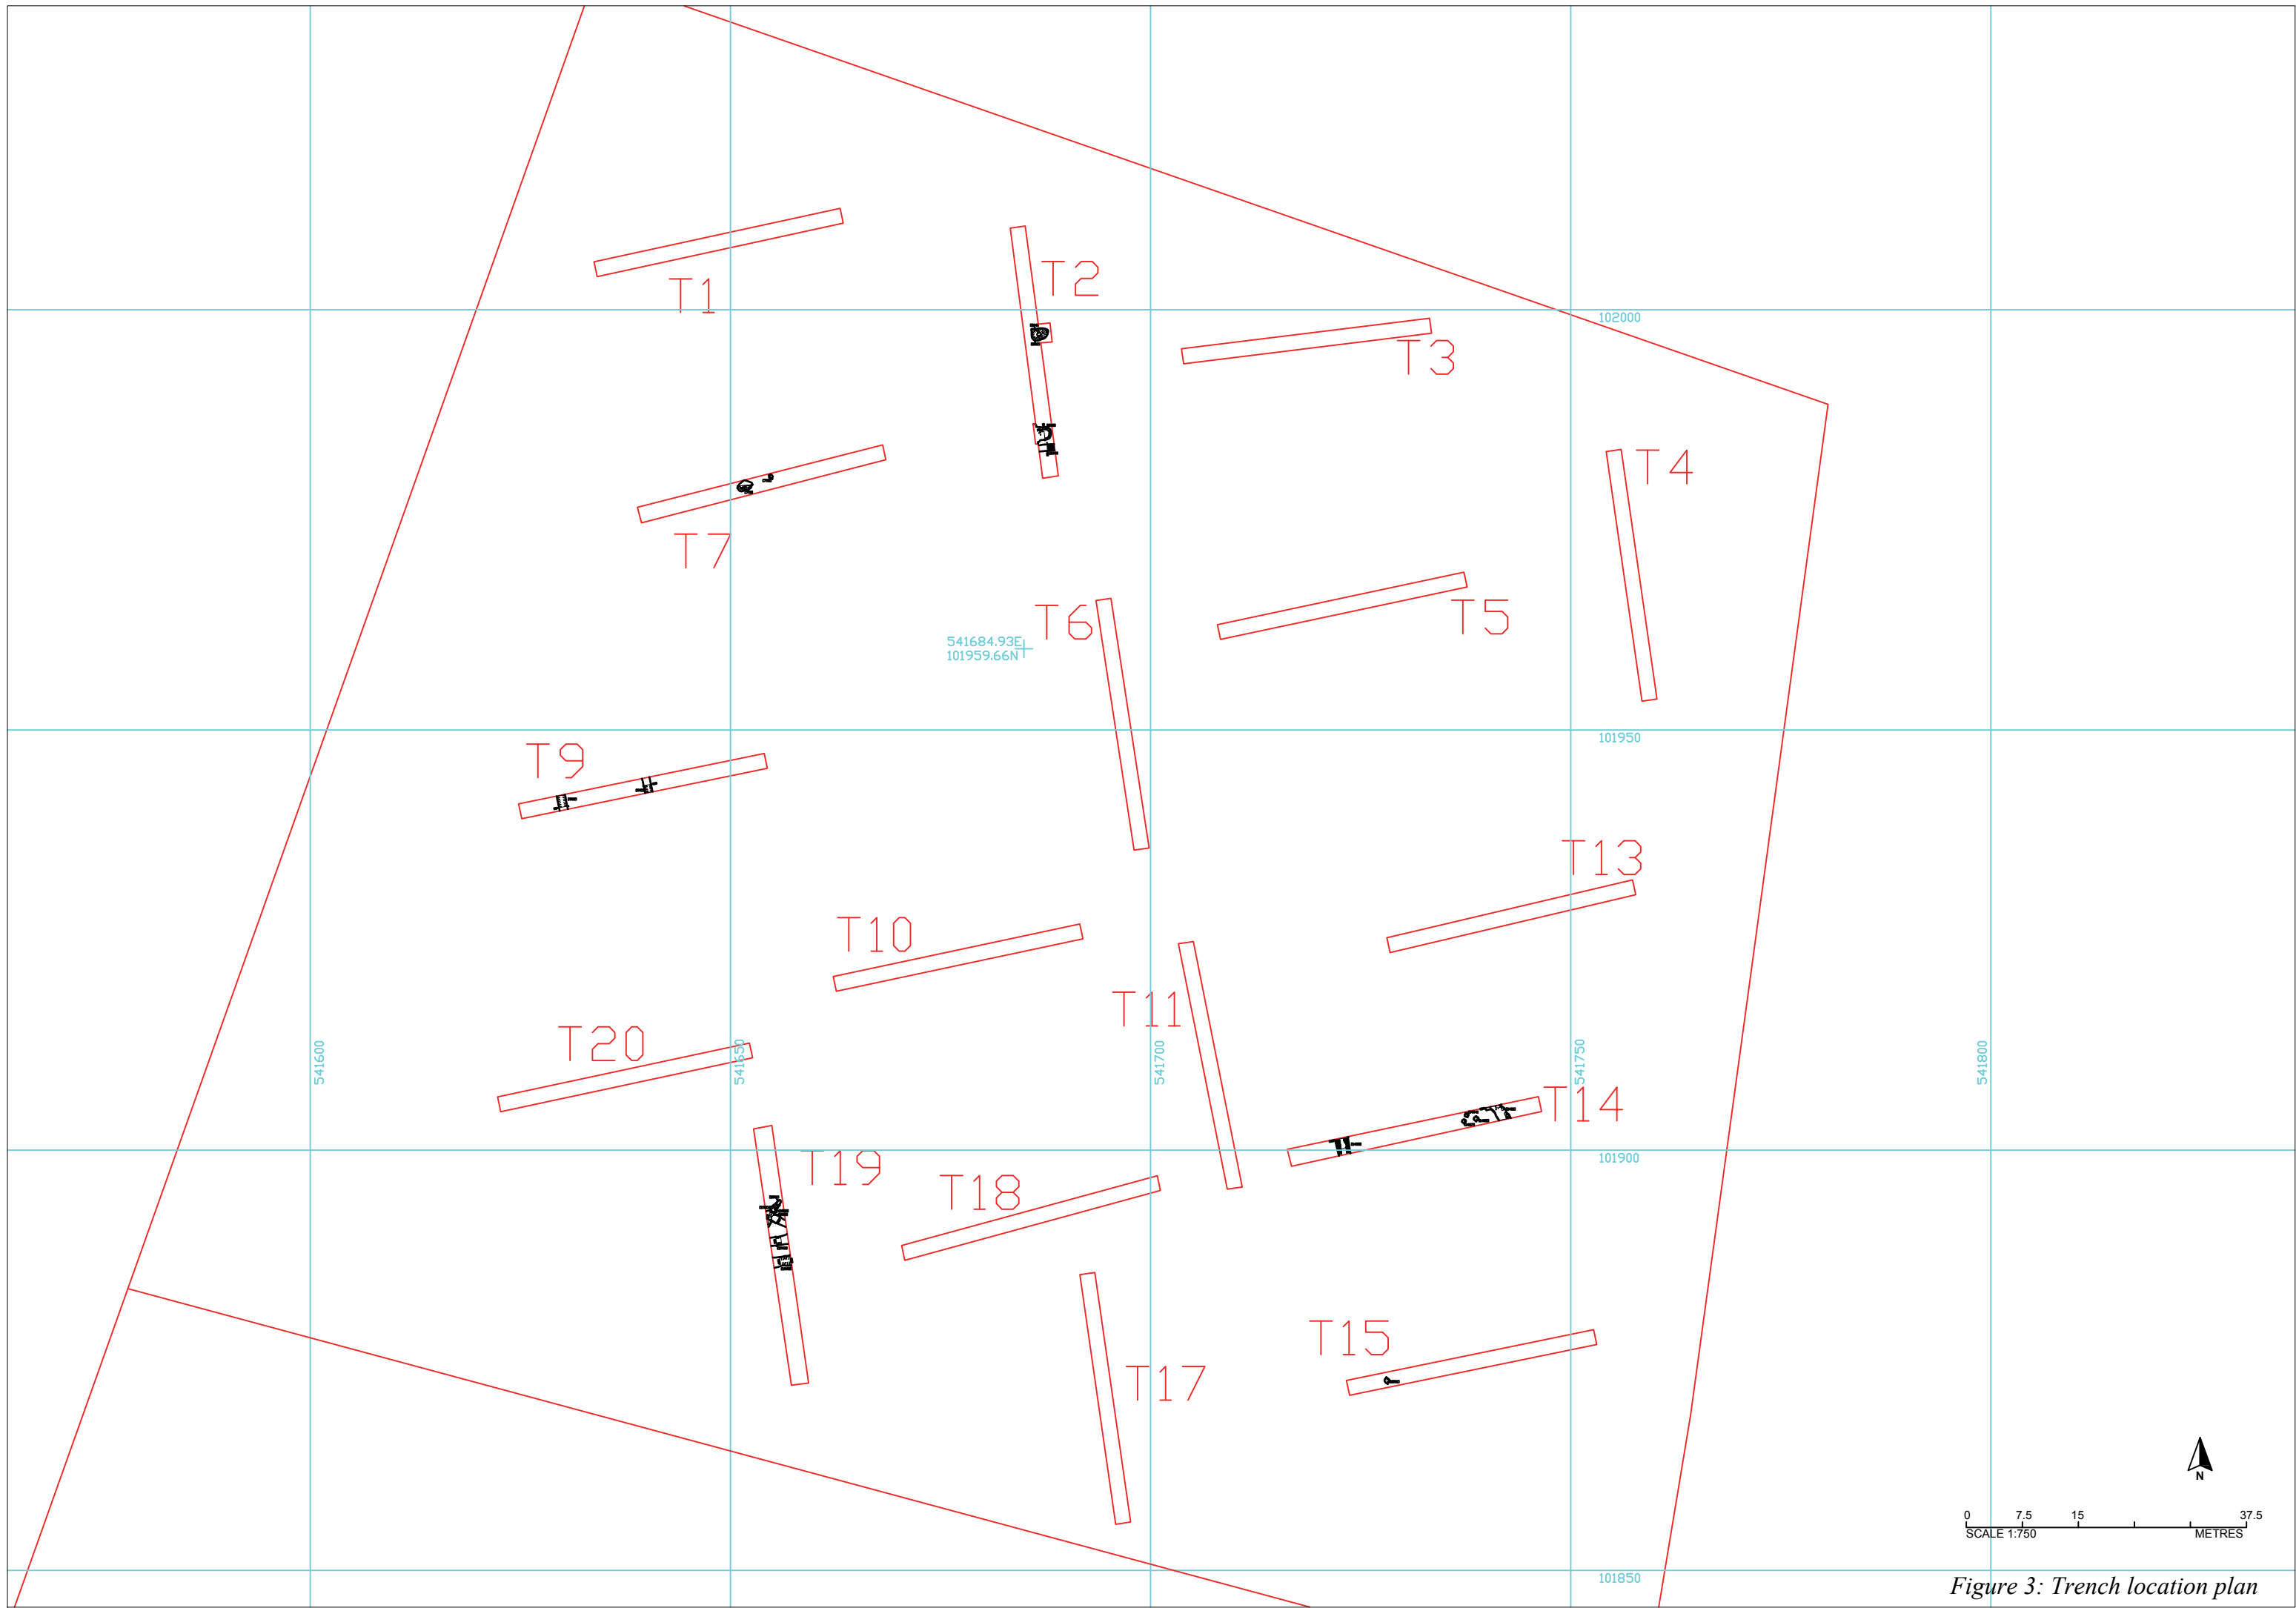 T1
T2
102000
T3
T4
T7
T5
T6
541684.93E
101959.66N
101950
T9
T13
T10
T11
T20
541600
541650
541700
541750
541800
T14
101900
T19
T18
T15
T17
N
0 7.5 15 37.5
SCALE 1:750 METRES
101850
Figure 3: Trench location plan